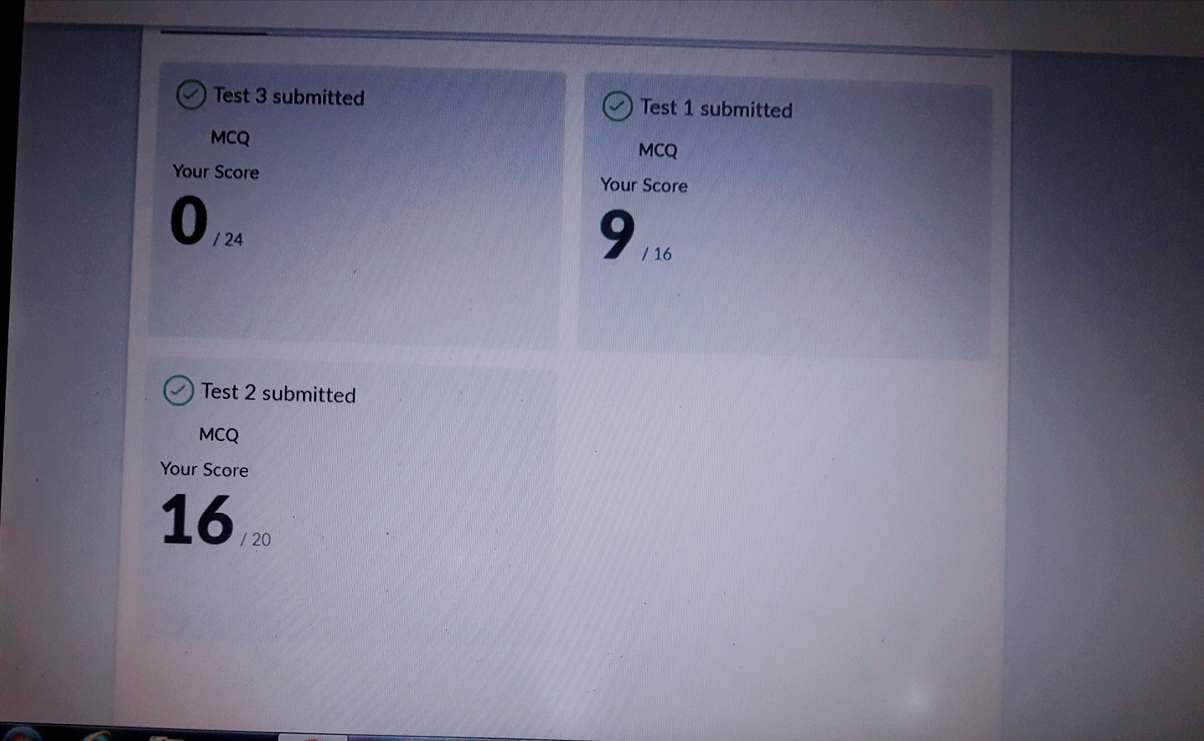 Test 3 submitted
MCQ
Your Score
0 / 24
Test 1 submitted
MCQ
Your Score
9 / 16
Test 2 submitted
MCQ
Your Score
16 / 20